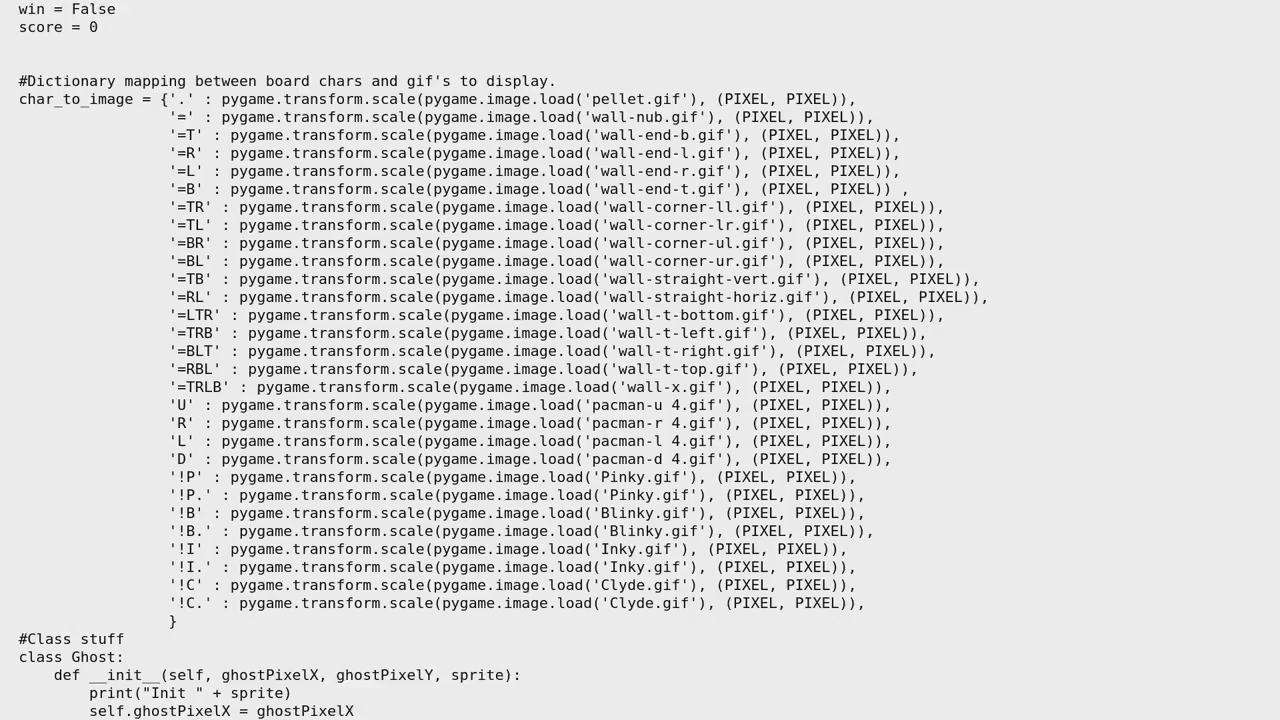 win = False
score = 0
#Dictionary mapping between board chars and gif's to display.
char_to_image = {'.' : pygame.transform.scale(pygame.image.load('pellet.gif'), (PIXEL, PIXEL)),
'=' : pygame.transform.scale(pygame.image.load('wall-nub.gif'), (PIXEL, PIXEL)),
'=T' : pygame.transform.scale(pygame.image.load('wall-end-b.gif'), (PIXEL, PIXEL)),
'=R' : pygame.transform.scale(pygame.image.load('wall-end-l.gif'), (PIXEL, PIXEL)),
'=L' : pygame.transform.scale(pygame.image.load('wall-end-r.gif'), (PIXEL, PIXEL)),
'=B' : pygame.transform.scale(pygame.image.load('wall-end-t.gif'), (PIXEL, PIXEL)) ,
'=TR' : pygame.transform.scale(pygame.image.load('wall-corner-ll.gif'), (PIXEL, PIXEL)),
'=TL' : pygame.transform.scale(pygame.image.load('wall-corner-lr.gif'), (PIXEL, PIXEL)),
'=BR' : pygame.transform.scale(pygame.image.load('wall-corner-ul.gif'), (PIXEL, PIXEL)),
'=BL' : pygame.transform.scale(pygame.image.load('wall-corner-ur.gif'), (PIXEL, PIXEL)),
'=TB' : pygame.transform.scale(pygame.image.load('wall-straight-vert.gif'), (PIXEL, PIXEL)),
'=RL' : pygame.transform.scale(pygame.image.load('wall-straight-horiz.gif'), (PIXEL, PIXEL)),
'=LTR' : pygame.transform.scale(pygame.image.load('wall-t-bottom.gif'), (PIXEL, PIXEL)),
'=TRB' : pygame.transform.scale(pygame.image.load('wall-t-left.gif'), (PIXEL, PIXEL)),
'=BLT' : pygame.transform.scale(pygame.image.load('wall-t-right.gif'), (PIXEL, PIXEL)),
'=RBL' : pygame.transform.scale(pygame.image.load('wall-t-top.gif'), (PIXEL, PIXEL)),
'=TRLB' : pygame.transform.scale(pygame.image.load('wall-x.gif'), (PIXEL, PIXEL)),
'U' : pygame.transform.scale(pygame.image.load('pacman-u 4.gif'), (PIXEL, PIXEL)),
'R' : pygame.transform.scale(pygame.image.load('pacman-r 4.gif'), (PIXEL, PIXEL)),
'L' : pygame.transform.scale(pygame.image.load('pacman-l 4.gif'), (PIXEL, PIXEL)),
'D' : pygame.transform.scale(pygame.image.load('pacman-d 4.gif'), (PIXEL, PIXEL)),
'!P' : pygame.transform.scale(pygame.image.load('Pinky.gif'), (PIXEL, PIXEL)),
'!P.' : pygame.transform.scale(pygame.image.load('Pinky.gif'), (PIXEL, PIXEL)),
'!B' : pygame.transform.scale(pygame.image.load('Blinky.gif'), (PIXEL, PIXEL)),
'!B.' : pygame.transform.scale(pygame.image.load('Blinky.gif'), (PIXEL, PIXEL)),
'!I' : pygame.transform.scale(pygame.image.load('Inky.gif'), (PIXEL, PIXEL)),
'!I.' : pygame.transform.scale(pygame.image.load('Inky.gif'), (PIXEL, PIXEL)),
'!C' : pygame.transform.scale(pygame.image.load('Clyde.gif'), (PIXEL, PIXEL)),
'!C.' : pygame.transform.scale(pygame.image.load('Clyde.gif'), (PIXEL, PIXEL)),
}
#Class stuff
class Ghost:
def __init__(self, ghostPixelX, ghostPixelY, sprite):
print("Init " + sprite)
self.ghostPixelX = ghostPixelX